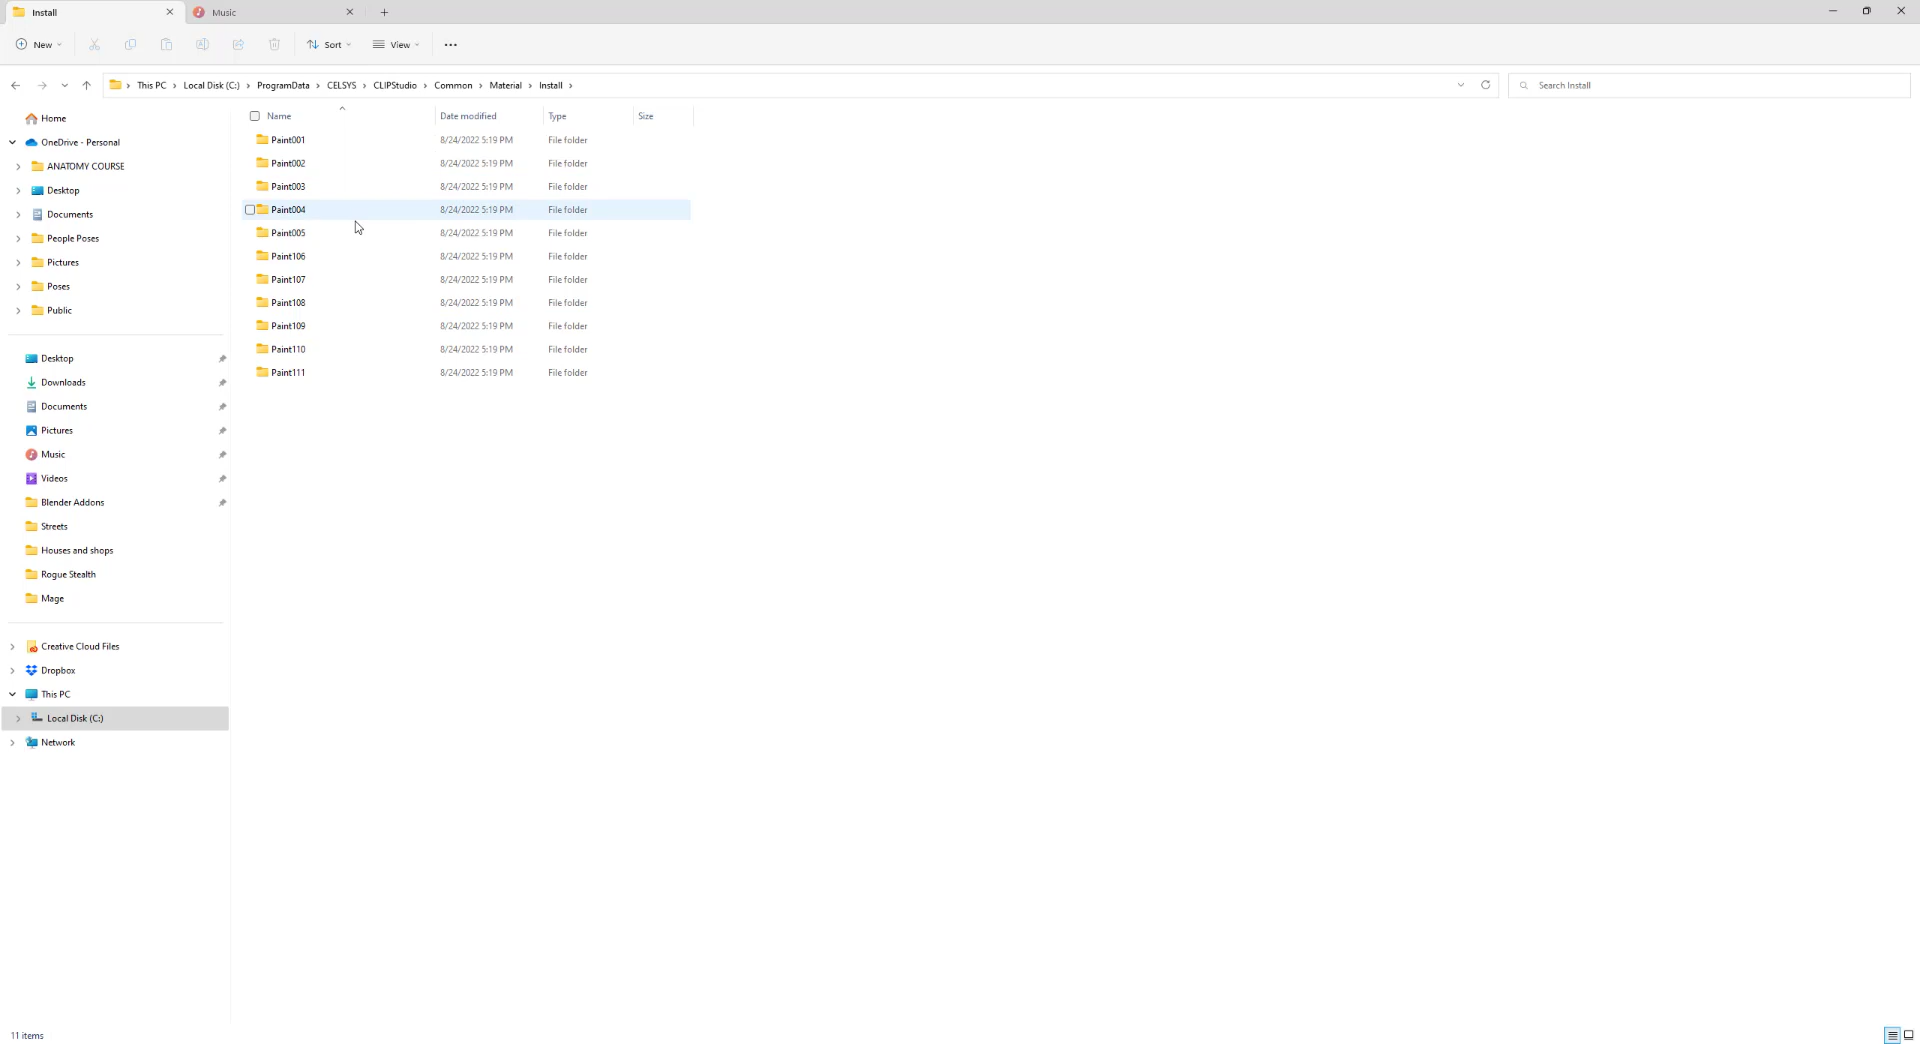 Install
Music
New
Sort
View
This PC > Local Disk (C:) > ProgramData > CELSYS > CLIPStudio > Common > Material > Install >
Search Install
Home
OneDrive - Personal
ANATOMY COURSE
Desktop
Documents
People Poses
Pictures
Poses
Public
Desktop
Downloads
Documents
Pictures
Music
Videos
Blender Addons
Streets
Houses and shops
Rogue Stealth
Mage
Creative Cloud Files
Dropbox
This PC
Local Disk (C:)
Network
Name Date modified Type Size
Paint001 8/24/2022 5:19 PM File folder
Paint002 8/24/2022 5:19 PM File folder
Paint003 8/24/2022 5:19 PM File folder
Paint004 8/24/2022 5:19 PM File folder
Paint005 8/24/2022 5:19 PM File folder
Paint106 8/24/2022 5:19 PM File folder
Paint107 8/24/2022 5:19 PM File folder
Paint108 8/24/2022 5:19 PM File folder
Paint109 8/24/2022 5:19 PM File folder
Paint110 8/24/2022 5:19 PM File folder
Paint111 8/24/2022 5:19 PM File folder
11 items